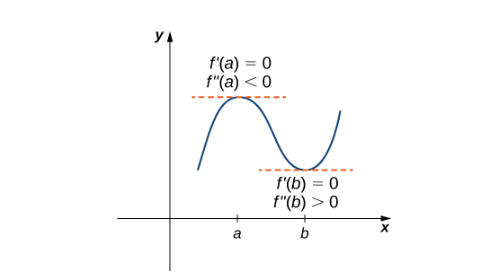 y
f'(a) = 0
f"(a) < 0
f'(b) = 0
f"(b) > 0
x
a
b